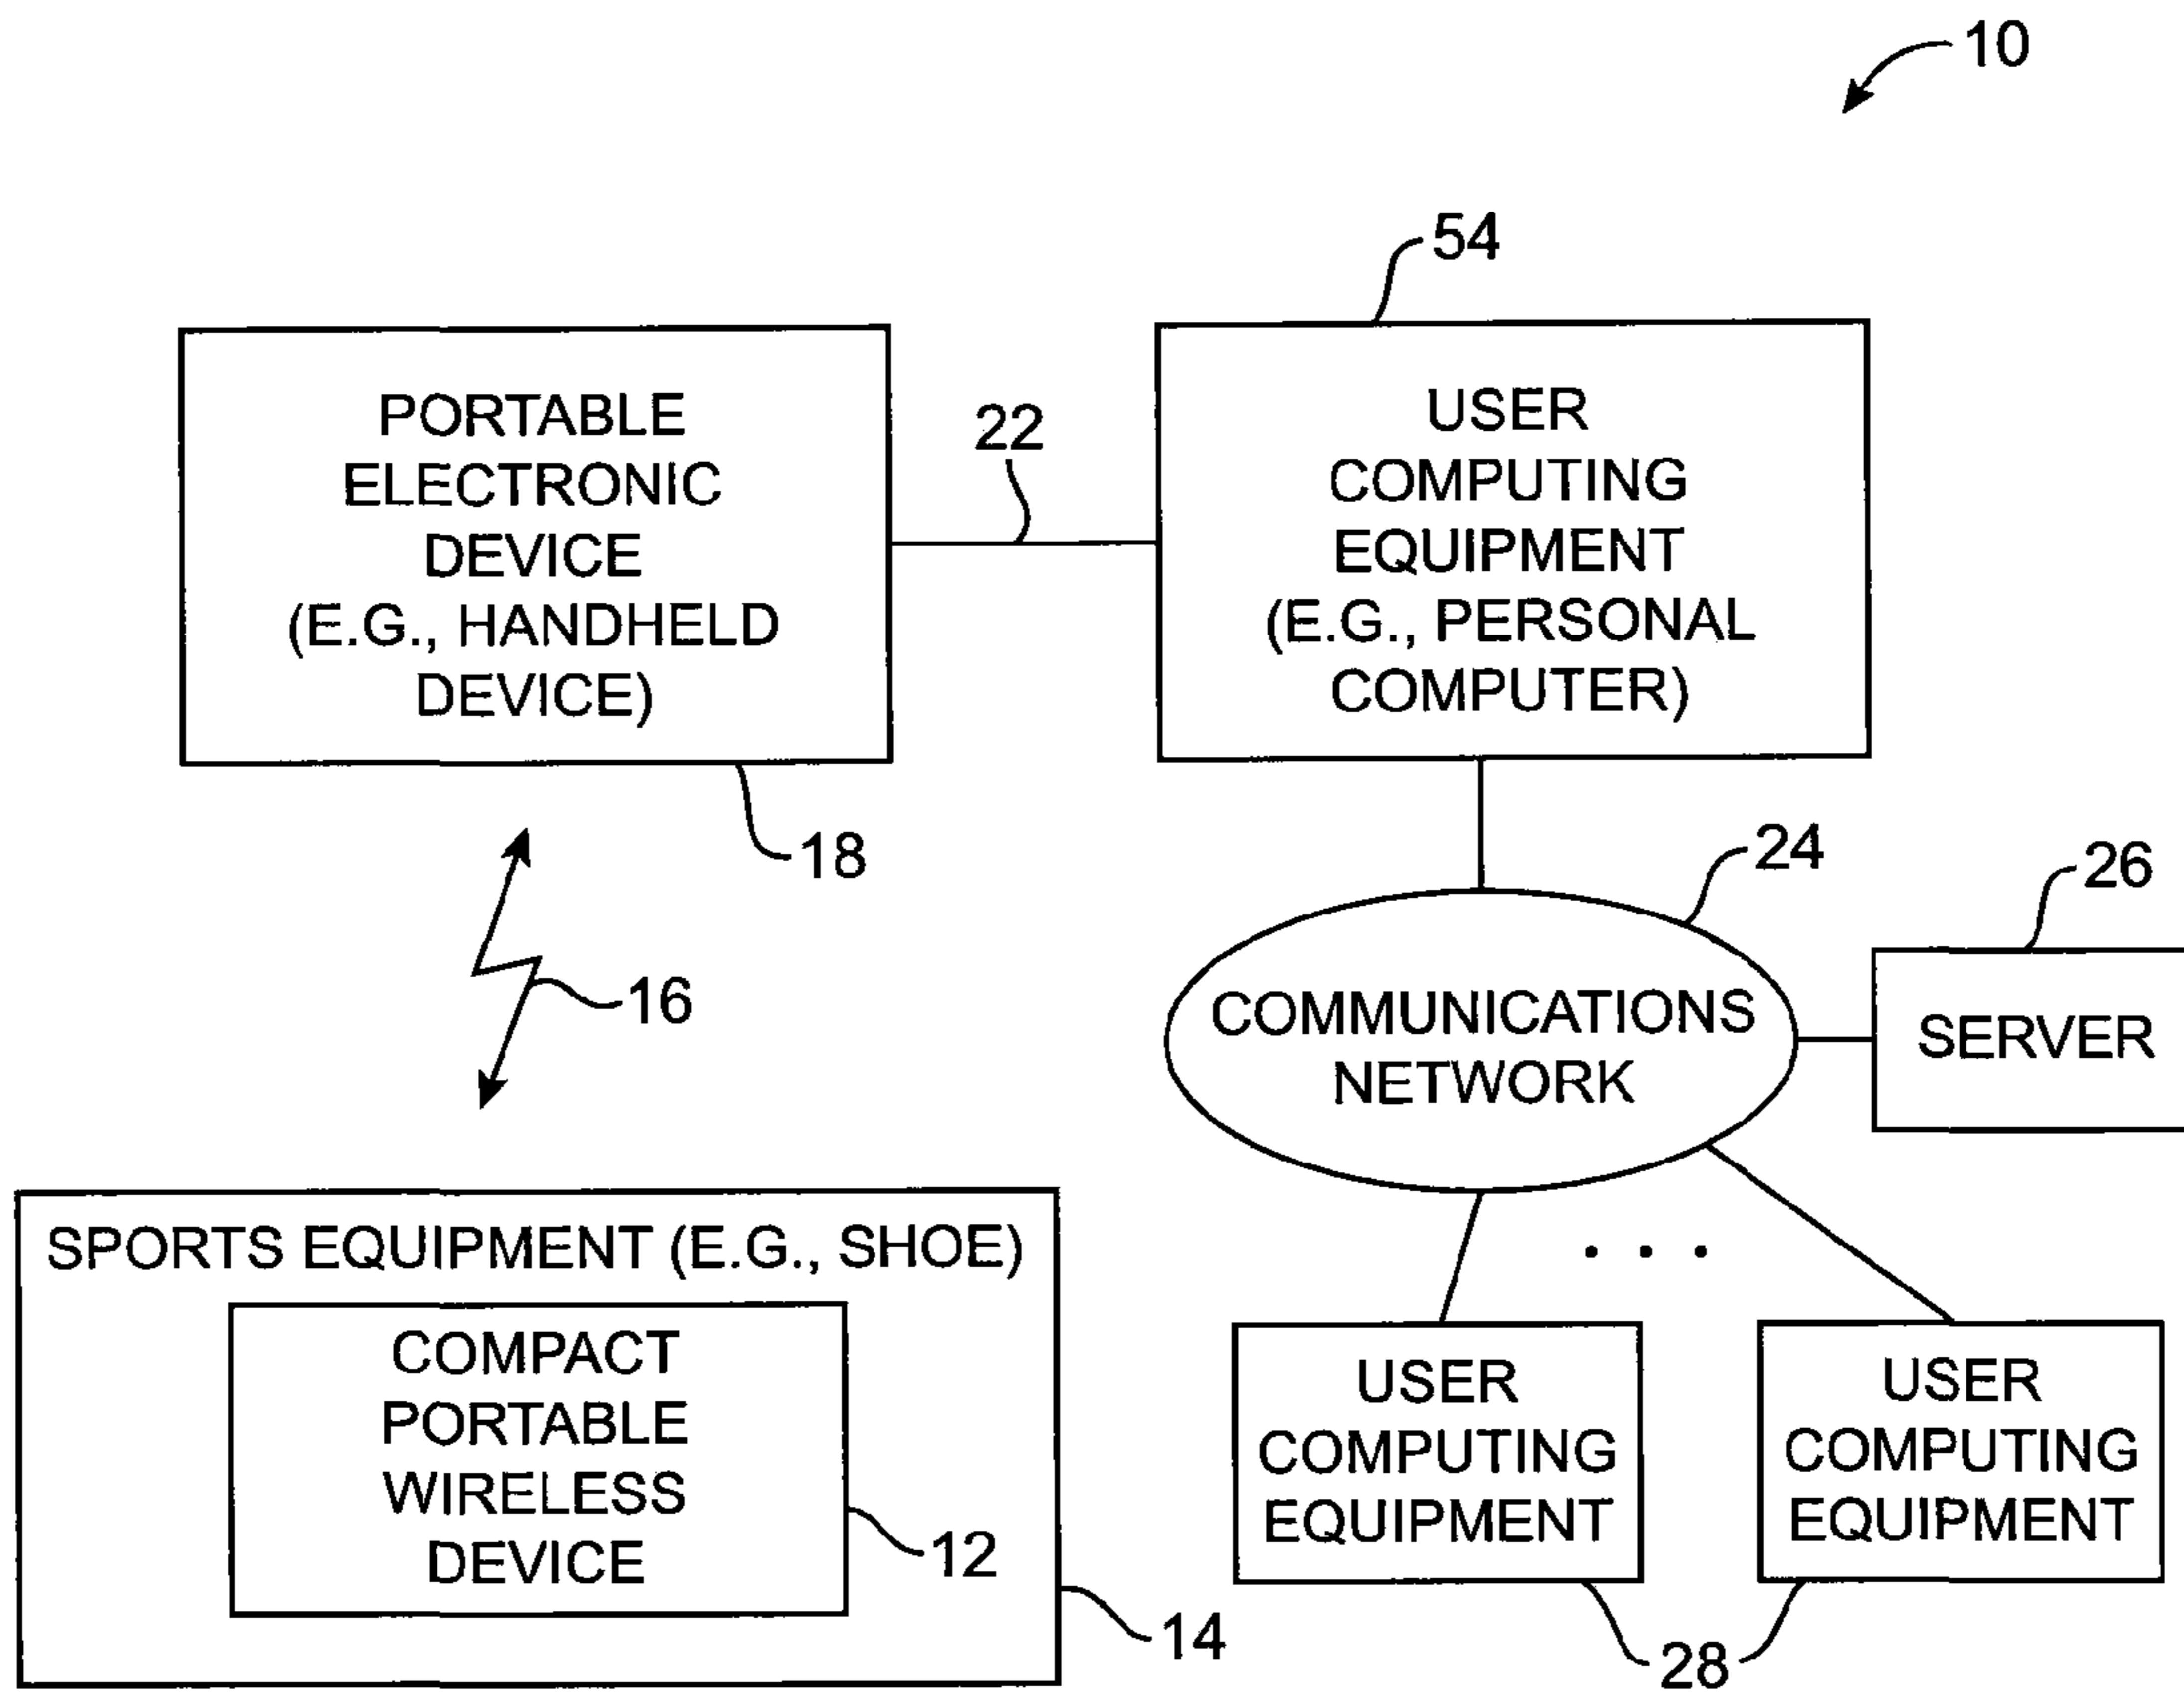 10
54
PORTABLE
ELECTRONIC
DEVICE
(E.G., HANDHELD
DEVICE)
22
USER
COMPUTING
EQUIPMENT
(E.G., PERSONAL
COMPUTER)
18
24
26
16
COMMUNICATIONS
NETWORK
SERVER
SPORTS EQUIPMENT (E.G., SHOE)
. . .
COMPACT
PORTABLE
WIRELESS
DEVICE
12
14
USER
COMPUTING
EQUIPMENT
USER
COMPUTING
EQUIPMENT
28